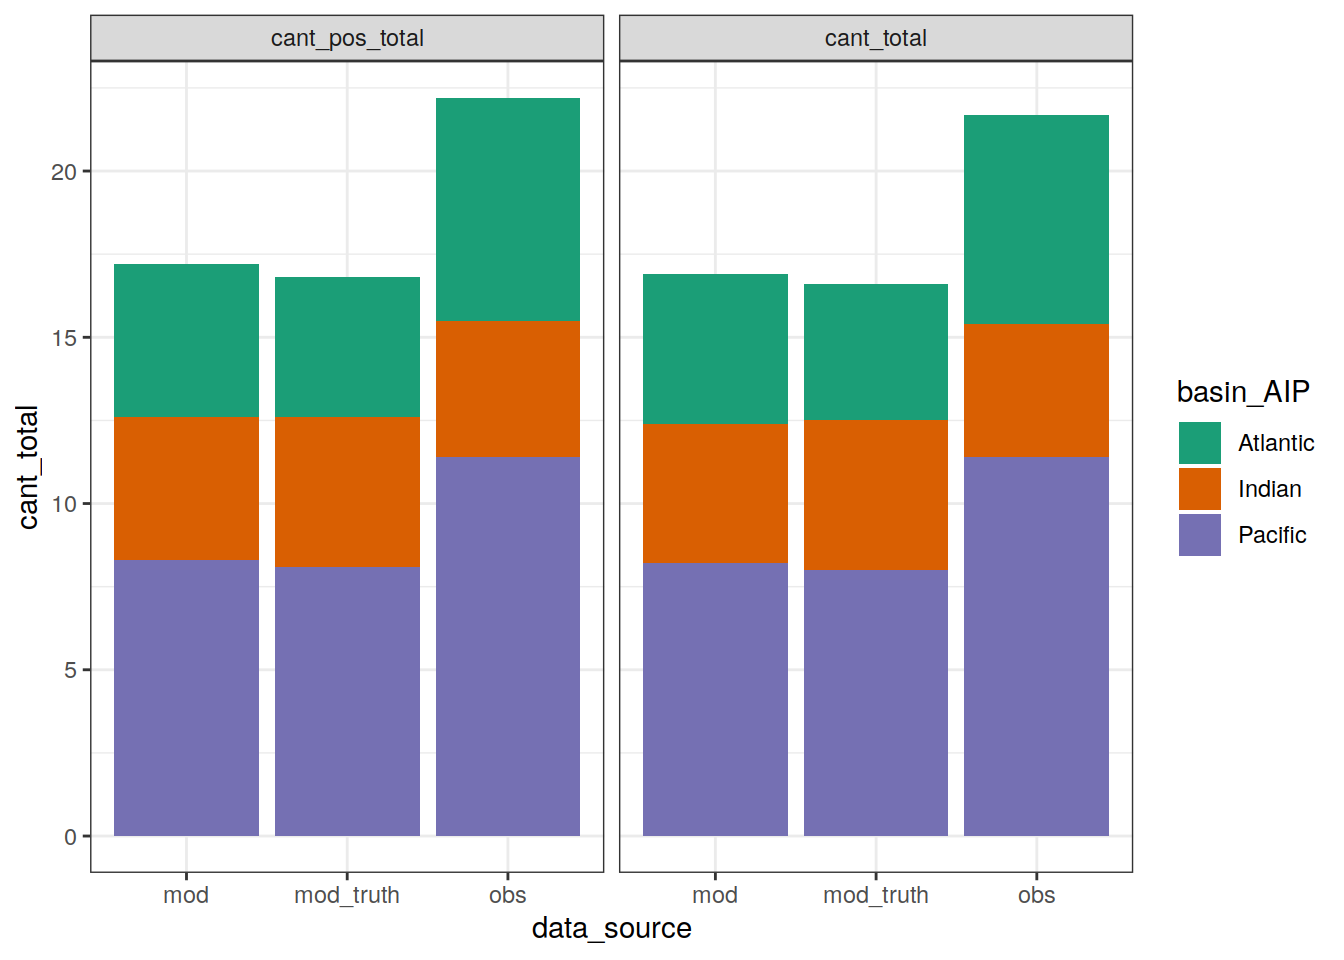 cant_pos_total
cant_total
20
15
10
5
0
cant_total
mod
mod_truth
obs
mod
mod_truth
obs
data_source
basin_AIP
Atlantic
Indian
Pacific